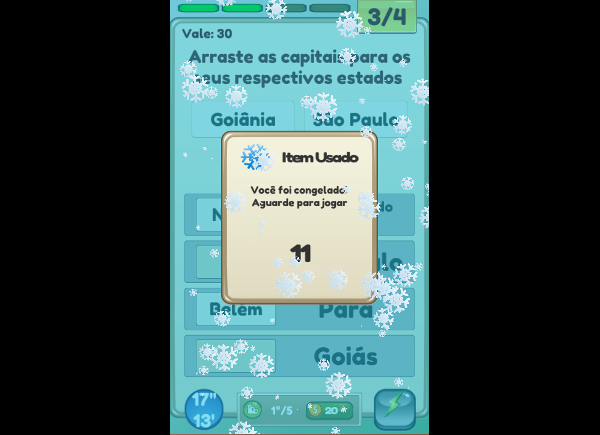 3/4
Vale: 30
Arraste as capitais para os
seus respectivos estados
Goiânia
São Paulo
Item Usado
Você foi congelado!
Aguarde para jogar
11
Belém
Pará
Goiás
17"
13'
1º/5
20